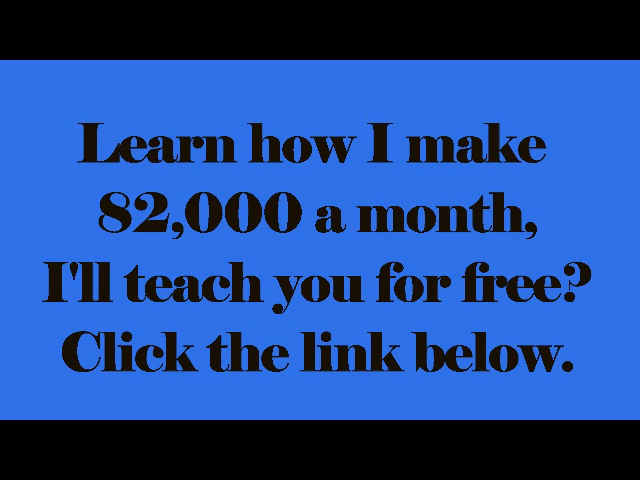 Learn how I make
82,000 a month,
I'll teach you for free?
Click the link below.